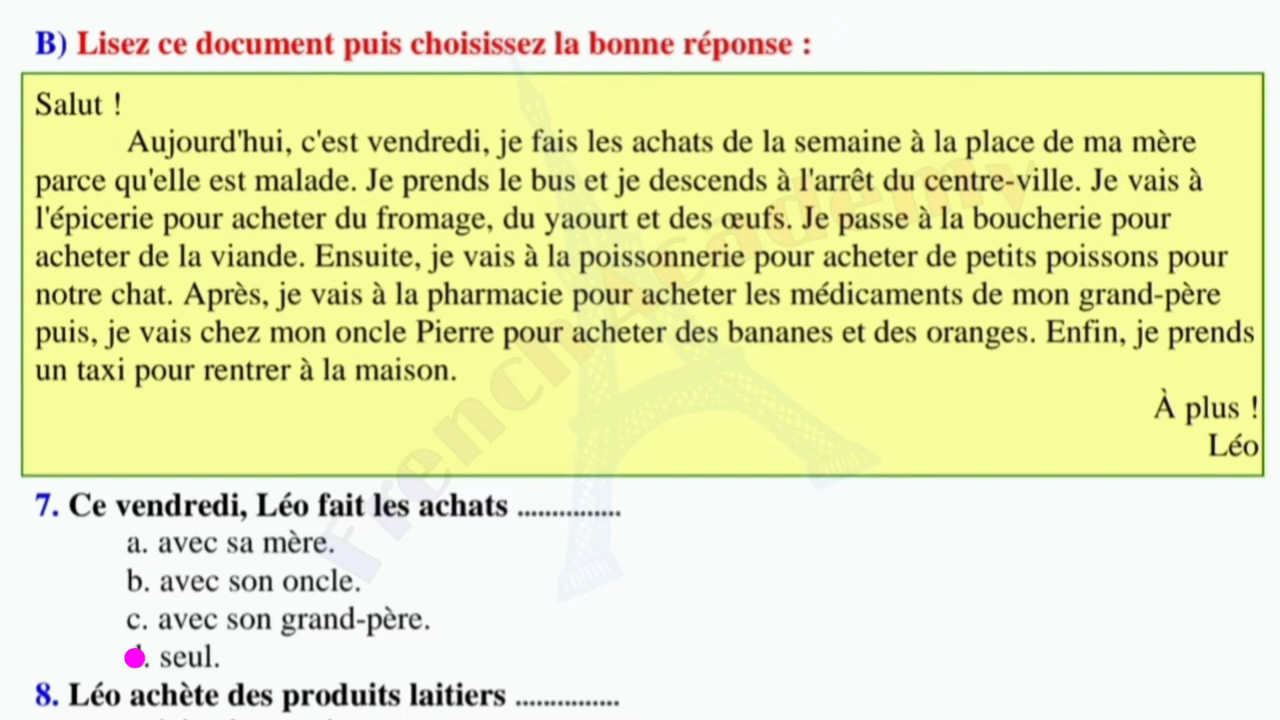 B) Lisez ce document puis choisissez la bonne réponse :
Salut !
Aujourd'hui, c'est vendredi, je fais les achats de la semaine à la place de ma mère
parce qu'elle est malade. Je prends le bus et je descends à l'arrêt du centre-ville. Je vais à
l'épicerie pour acheter du fromage, du yaourt et des œufs. Je passe à la boucherie pour
acheter de la viande. Ensuite, je vais à la poissonnerie pour acheter de petits poissons pour
notre chat. Après, je vais à la pharmacie pour acheter les médicaments de mon grand-père
puis, je vais chez mon oncle Pierre pour acheter des bananes et des oranges. Enfin, je prends
un taxi pour rentrer à la maison.
À plus !
Léo
French Academy
7. Ce vendredi, Léo fait les achats ...............
a. avec sa mère.
b. avec son oncle.
c. avec son grand-père.
seul.
8. Léo achète des produits laitiers ...............